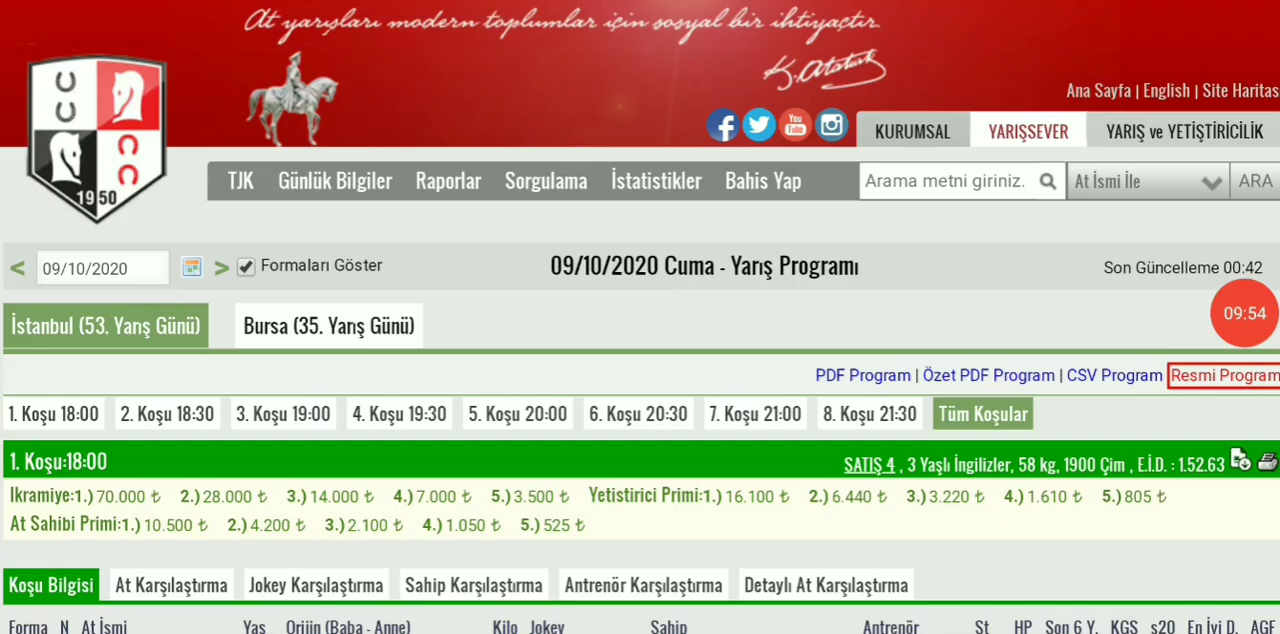 At yarışları modern toplumlar için sosyal bir ihtiyaçtır.
K. Atatürk
1950
Ana Sayfa | English | Site Haritas
You Tube
KURUMSAL YARIŞSEVER YARIŞ ve YETİŞTİRİCİLİK
TJK Günlük Bilgiler Raporlar Sorgulama İstatistikler Bahis Yap Arama metni giriniz. At İsmi İle ARA
< 09/10/2020 > Formaları Göster 09/10/2020 Cuma - Yarış Programı Son Güncelleme 00:42
09:54
İstanbul (53. Yarış Günü) Bursa (35. Yarış Günü)
PDF Program | Özet PDF Program | CSV Program Resmi Program
1. Koşu 18:00 2. Koşu 18:30 3. Koşu 19:00 4. Koşu 19:30 5. Koşu 20:00 6. Koşu 20:30 7. Koşu 21:00 8. Koşu 21:30 Tüm Koşular
1. Koşu:18:00 SATIŞ 4 , 3 Yaşlı İngilizler, 58 kg, 1900 Çim , E.İ.D. : 1.52.63
Ikramiye:1.) 70.000 ₺ 2.) 28.000 ₺ 3.) 14.000 ₺ 4.) 7.000 ₺ 5.) 3.500 ₺ Yetistirici Primi:1.) 16.100 ₺ 2.) 6.440 ₺ 3.) 3.220 ₺ 4.) 1.610 ₺ 5.) 805 ₺
At Sahibi Primi:1.) 10.500 ₺ 2.) 4.200 ₺ 3.) 2.100 ₺ 4.) 1.050 ₺ 5.) 525 ₺
Koşu Bilgisi At Karşılaştırma Jokey Karşılaştırma Sahip Karşılaştırma Antrenör Karşılaştırma Detaylı At Karşılaştırma
Forma N At İsmi Yaş Orijin (Baba - Anne) Kilo Jokey Sahip Antrenör St HP Son 6 Y. KGS s20 En İyi D. AGF